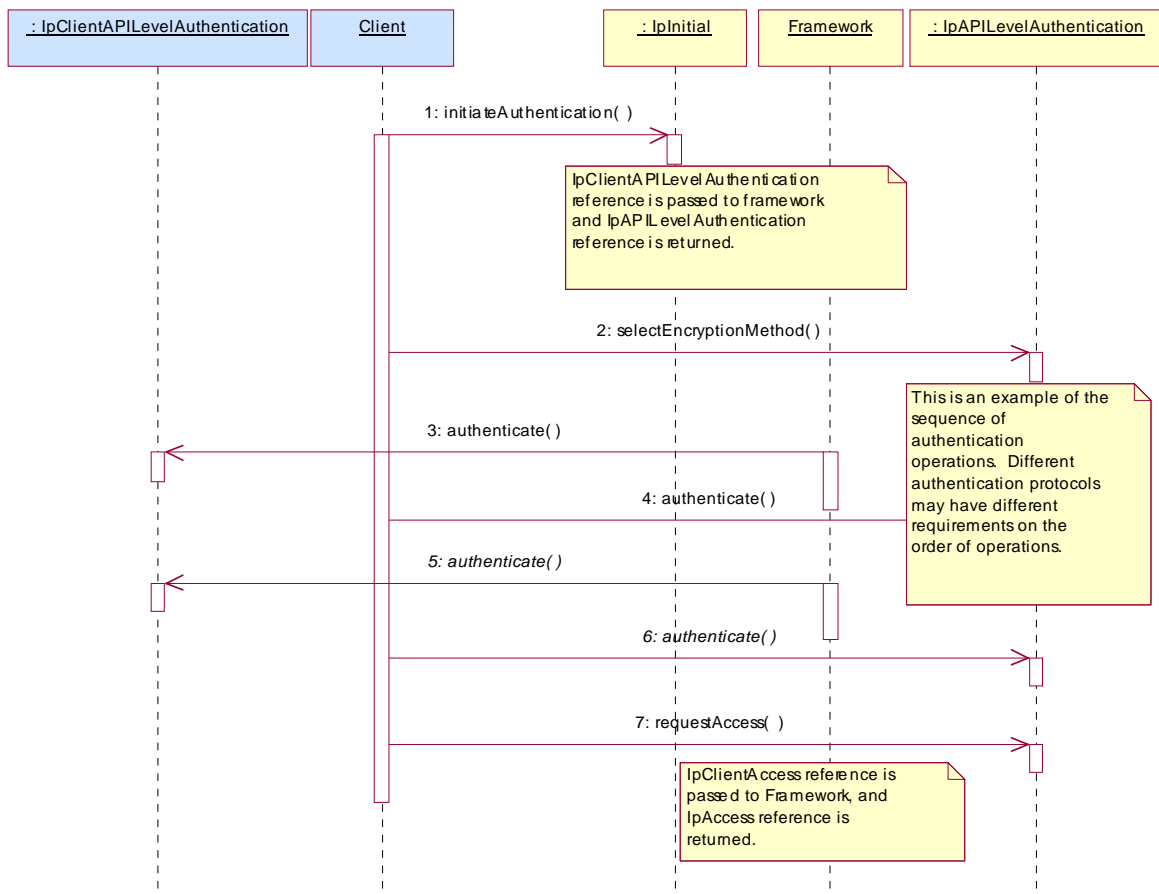 : IpClientAPILevelAuthentication
Client
: IpInitial
Framework
: IpAPILevelAuthentication
1: initiateAuthentication( )
IpClientAPILevelAuthentication
reference is passed to framework
and IpAPILevelAuthentication
reference is returned.
2: selectEncryptionMethod( )
This is an example of the
sequence of
authentication
operations. Different
authentication protocols
may have different
requirements on the
order of operations.
3: authenticate( )
4: authenticate( )
5: authenticate( )
6: authenticate( )
7: requestAccess( )
IpClientAccess reference is
passed to Framework, and
IpAccess reference is
returned.